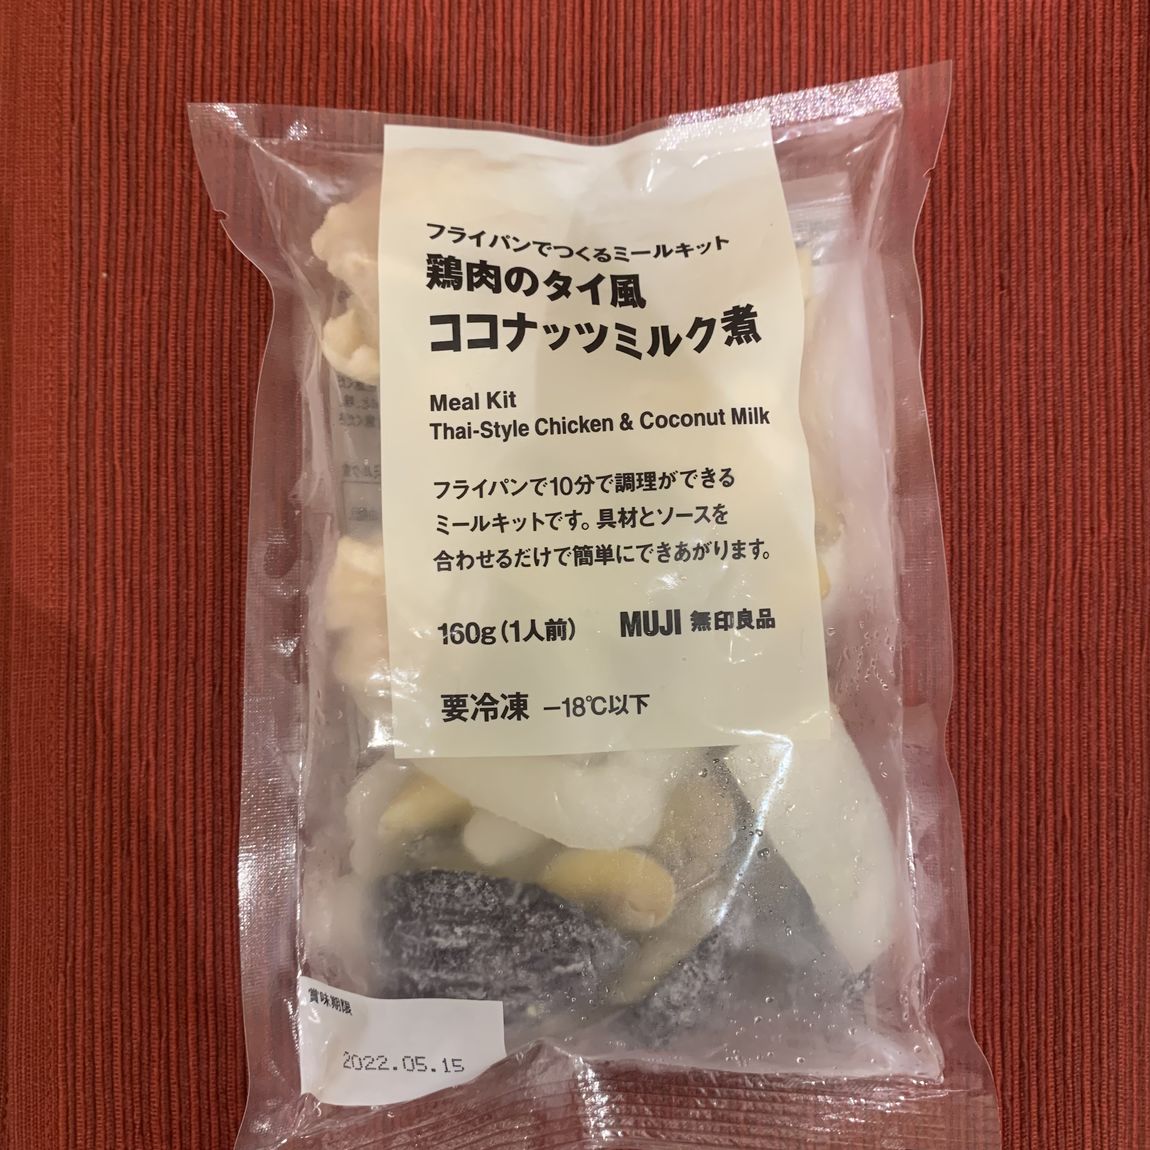 フライパンでつくるミールキット
鶏肉のタイ風
ココナッツミルク煮
Meal Kit
Thai-Style Chicken & Coconut Milk
フライパンで10分で調理ができる
ミールキットです。具材とソースを
合わせるだけで簡単にできあがります。
160g(1人前) MUJI 無印良品
要冷凍 −18℃以下
賞味期限
2022.05.15